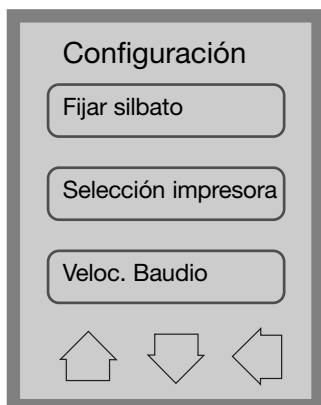 Configuración
Fijar silbato
Selección impresora
Veloc. Baudio